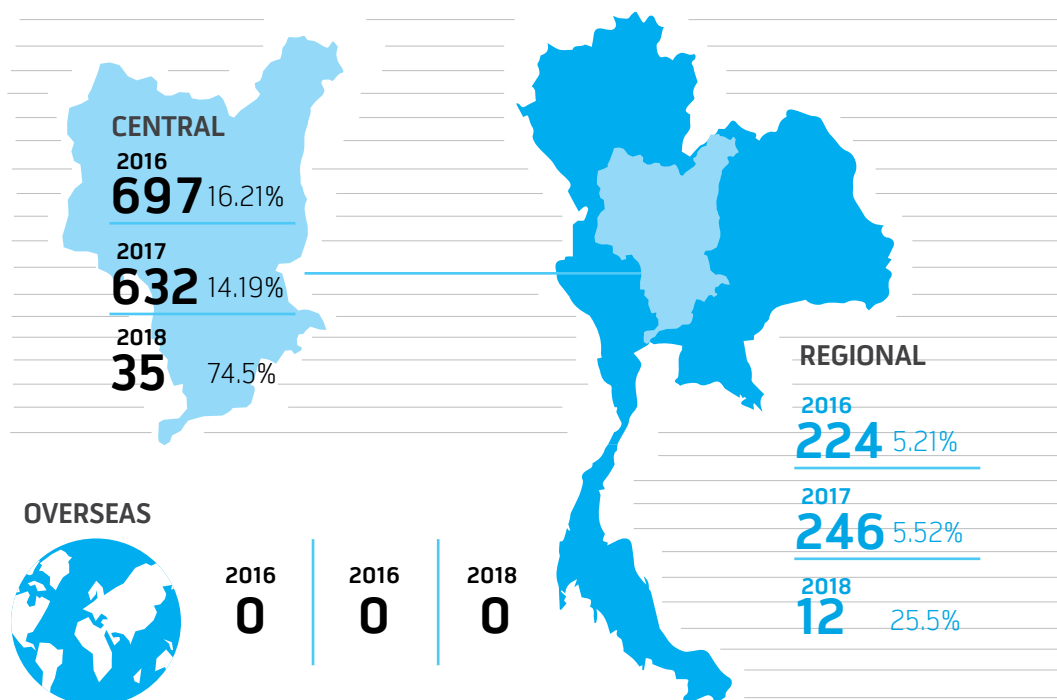 CENTRAL
2016
697 16.21%
2017
632 14.19%
2018
35 74.5%
REGIONAL
2016
224 5.21%
2017
246 5.52%
2018
12 25.5%
OVERSEAS
2016 2016 2018
0 0 0